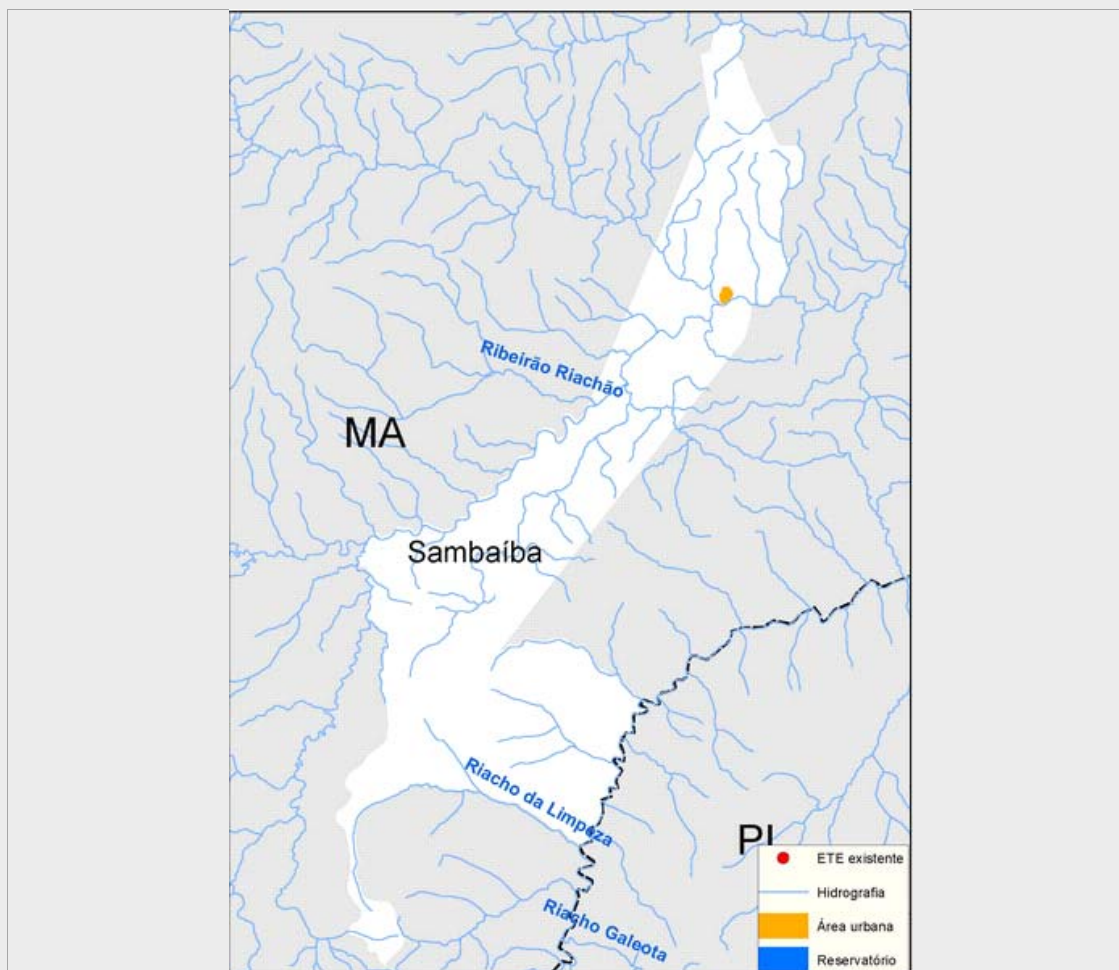 Ribeirão Riachão
MA
Sambaíba
Riacho da Limpeza
PI
Riacho Galeota
ETE existente
Hidrografia
Área urbana
Reservatório